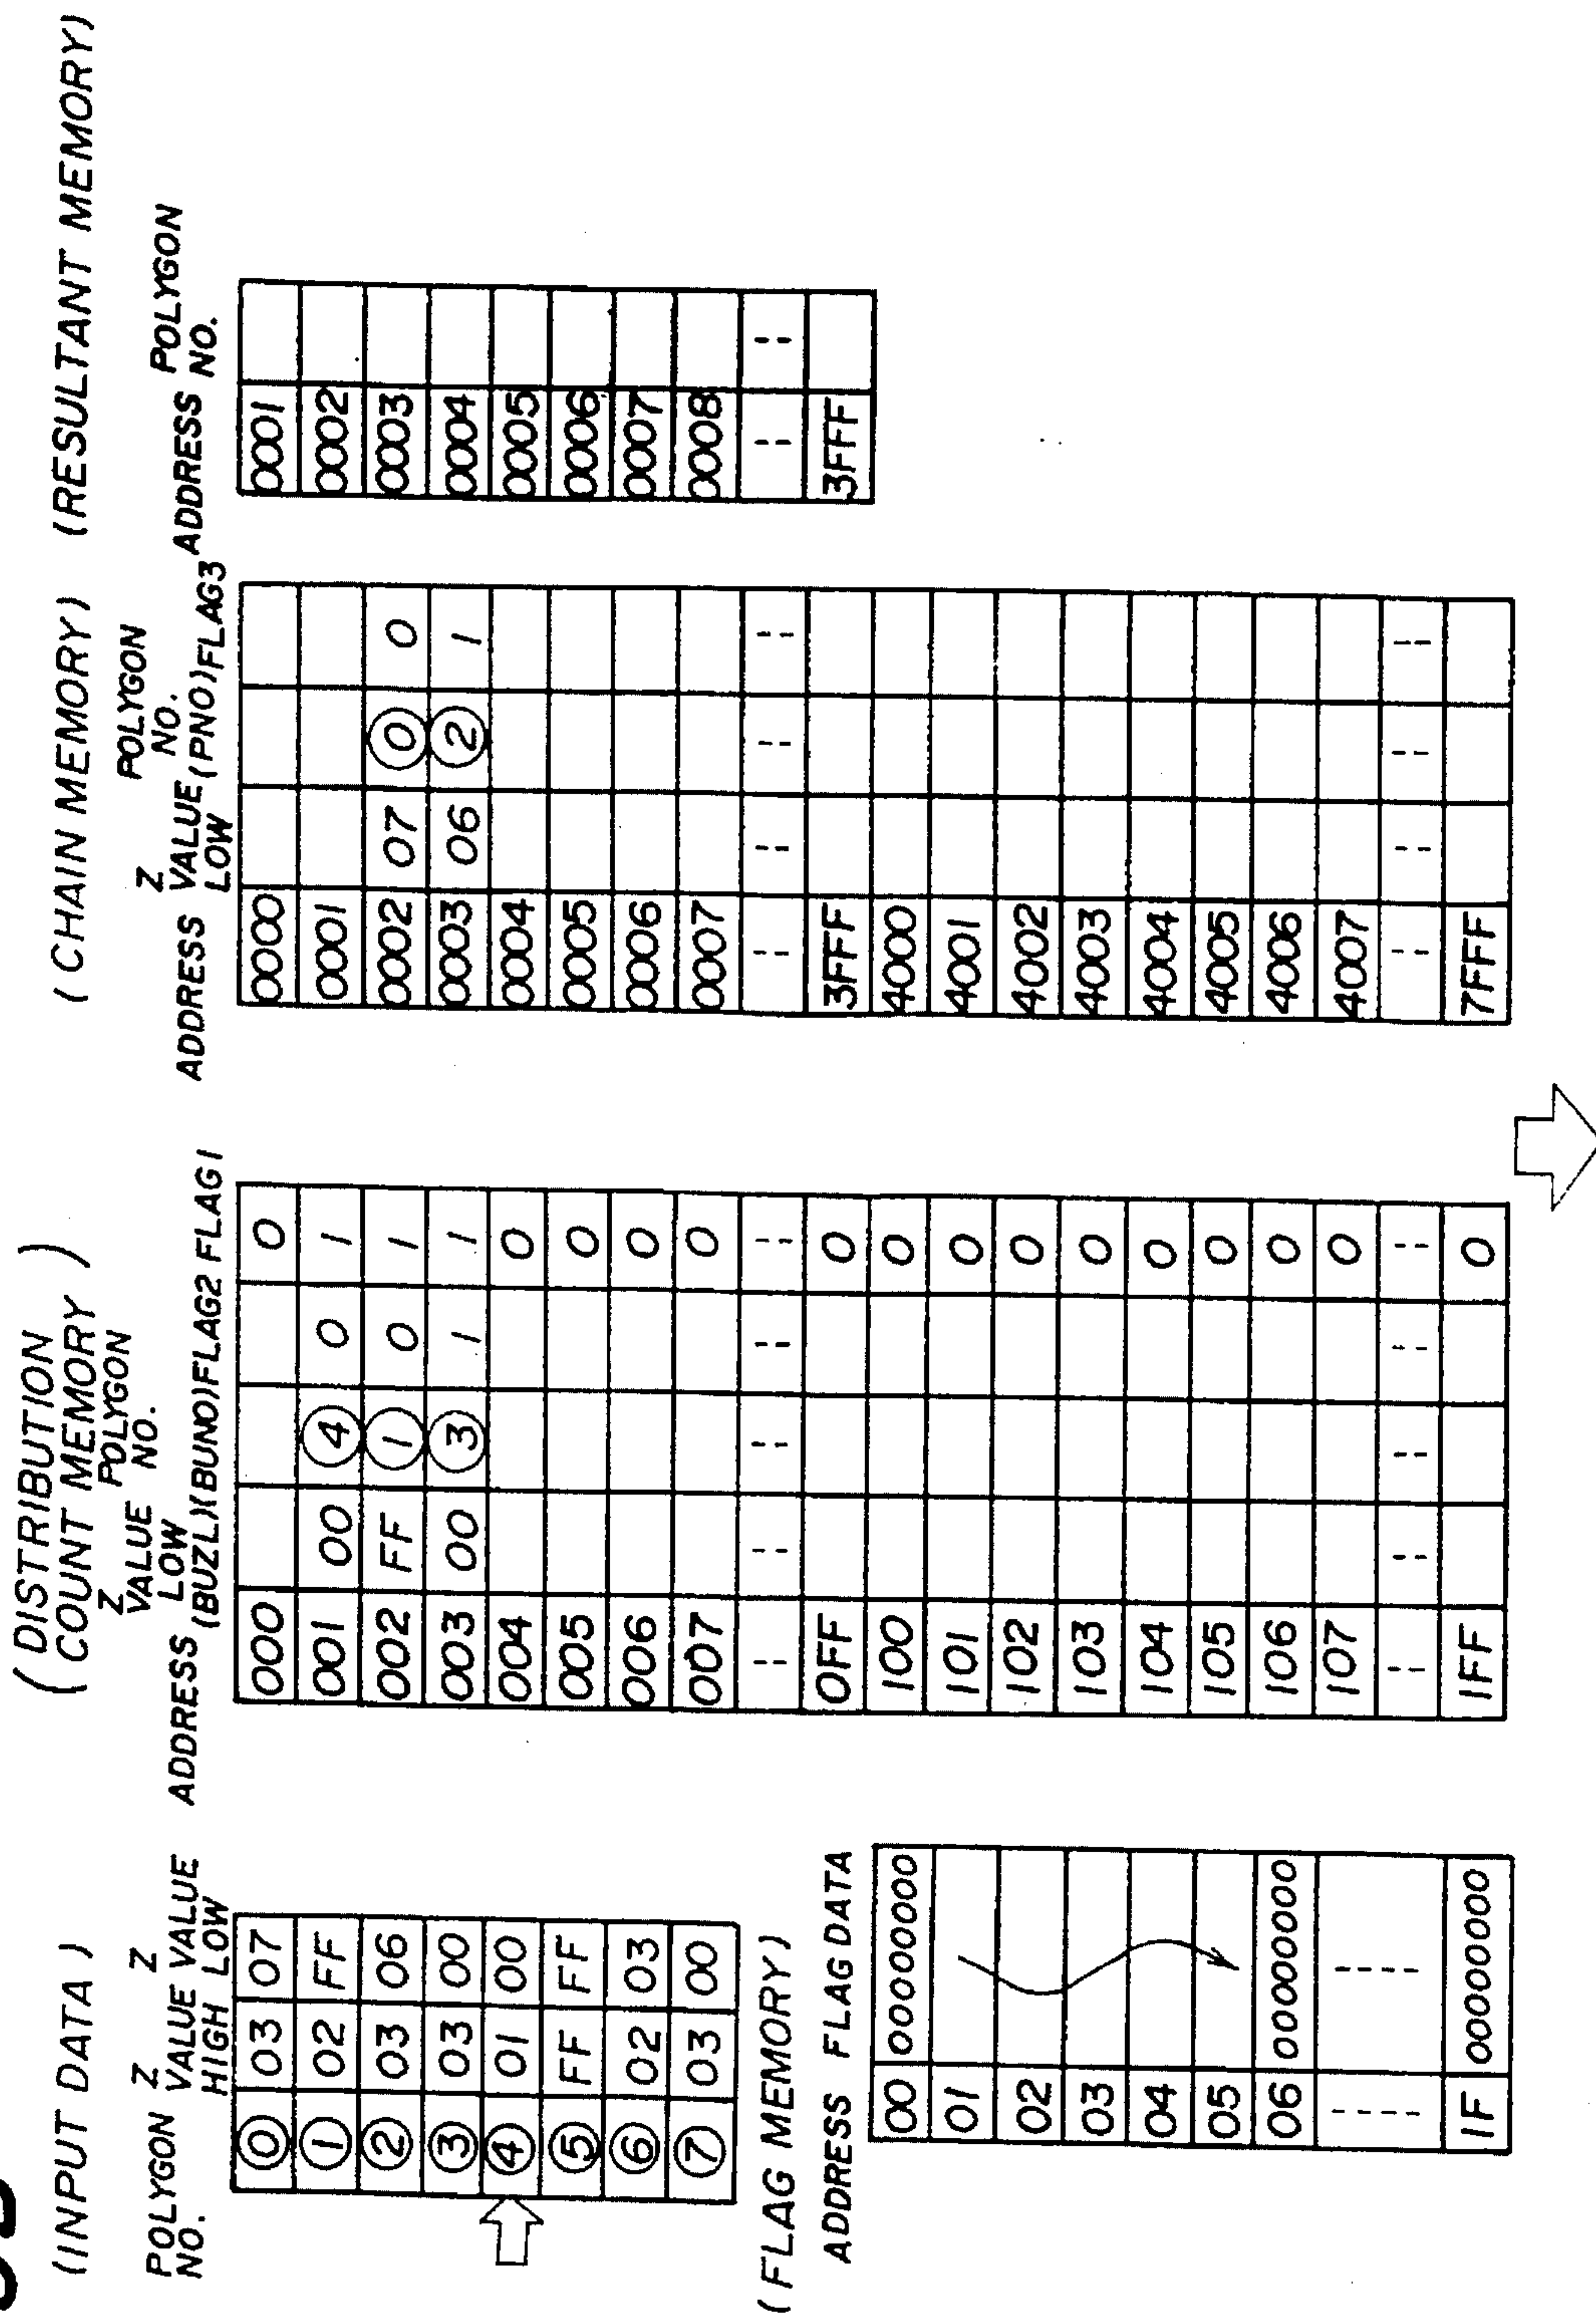 (INPUT DATA)
POLYGON NO. Z VALUE HIGH Z VALUE LOW
⓪ 03 07
① 02 FF
② 03 06
③ 03 00
④ 01 00
⑤ FF FF
⑥ 02 03
⑦ 03 00
(FLAG MEMORY)
ADDRESS FLAG DATA
00 00000000
01
02
03
04
05
06 00000000
---- ----
1F 00000000
(DISTRIBUTION COUNT MEMORY)
ADDRESS Z VALUE LOW (BUZL) POLYGON NO. (BUNO) FLAG2 FLAG1
000 0
001 00 ④ 0 1
002 FF ① 0 1
003 00 ③ 1 1
004 0
005 0
006 0
007 0
-- -- -- -- --
0FF 0
100 0
101 0
102 0
103 0
104 0
105 0
106 0
107 0
-- -- -- -- --
1FF 0
(CHAIN MEMORY)
ADDRESS Z VALUE LOW POLYGON NO. (PNO) FLAG3
0000
0001
0002 07 ⓪ 0
0003 06 ② 1
0004
0005
0006
0007
-- -- -- --
3FFF
4000
4001
4002
4003
4004
4005
4006
4007
-- -- -- --
7FFF
(RESULTANT MEMORY)
ADDRESS POLYGON NO.
0001
0002
0003
0004
0005
0006
0007
0008
-- --
3FFF